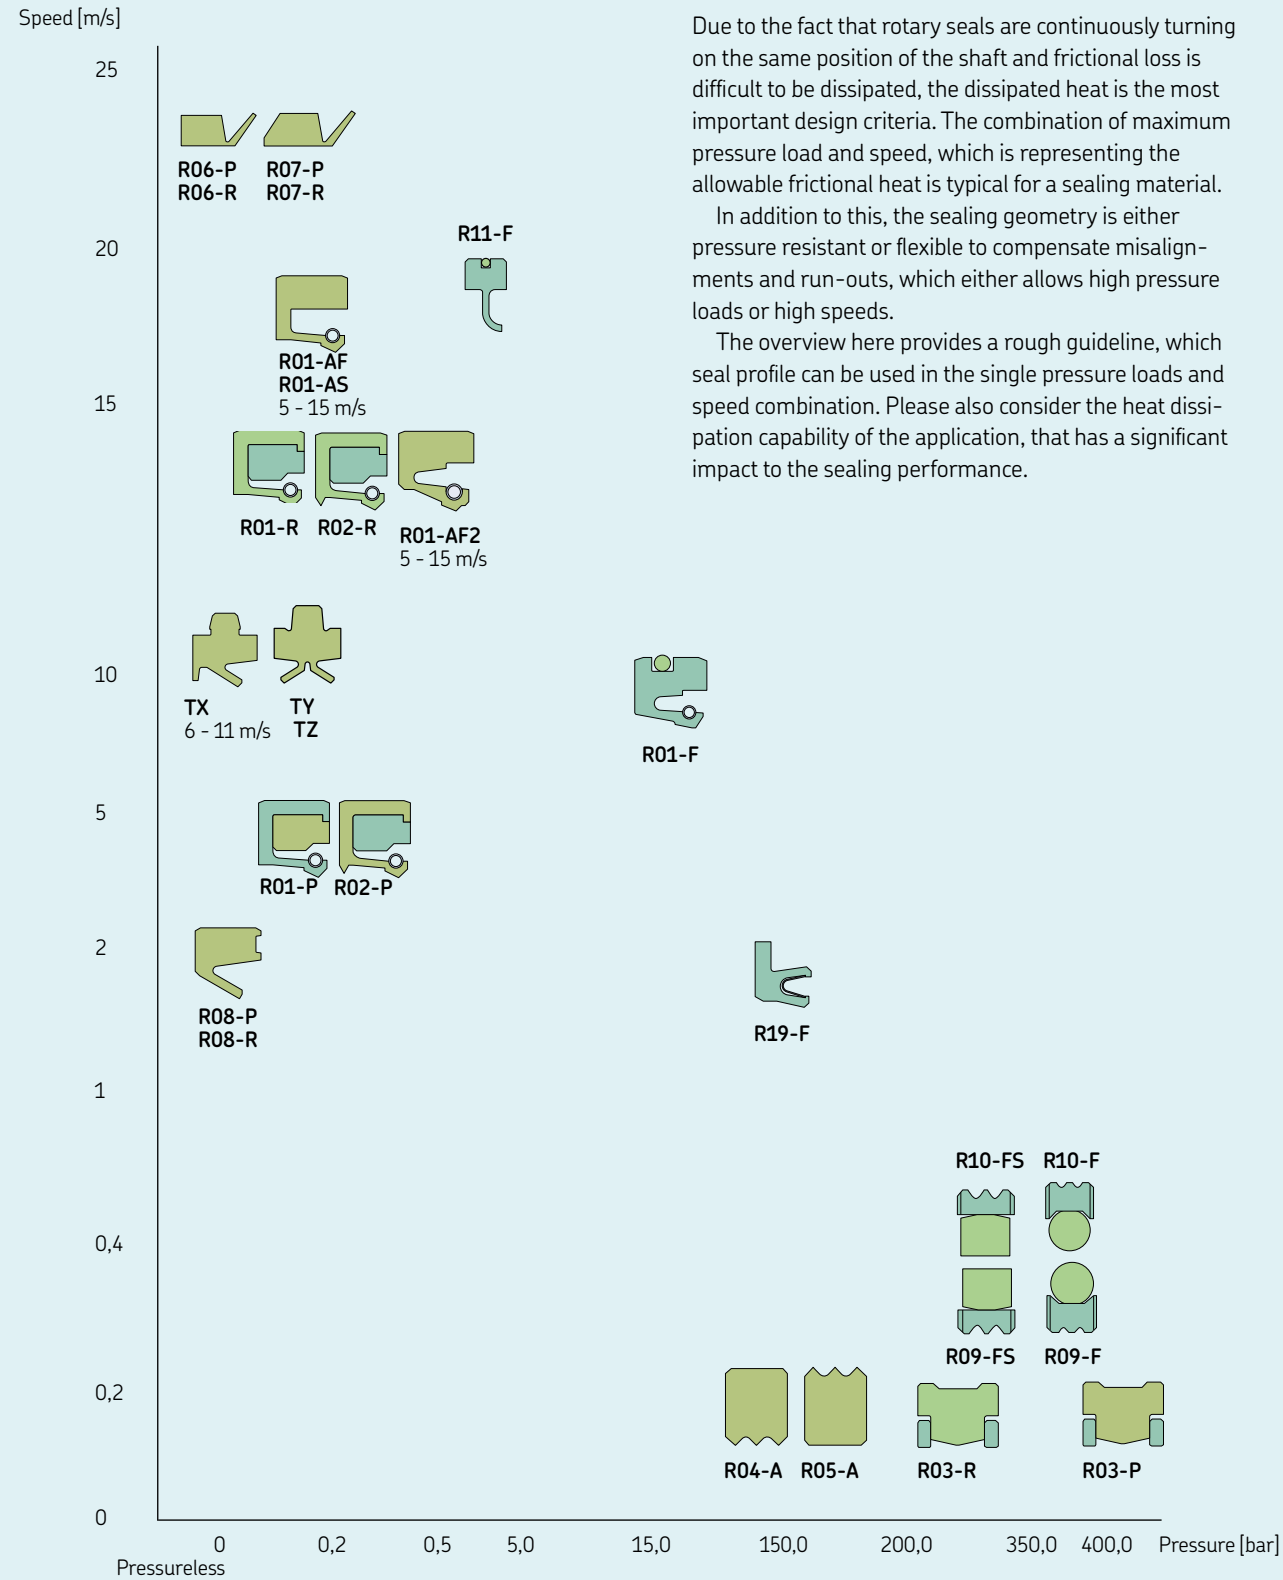 Speed [m/s]
Due to the fact that rotary seals are continuously turning
on the same position of the shaft and frictional loss is
difficult to be dissipated, the dissipated heat is the most
important design criteria. The combination of maximum
pressure load and speed, which is representing the
allowable frictional heat is typical for a sealing material.
In addition to this, the sealing geometry is either
pressure resistant or flexible to compensate misalign-
ments and run-outs, which either allows high pressure
loads or high speeds.
The overview here provides a rough guideline, which
seal profile can be used in the single pressure loads and
speed combination. Please also consider the heat dissi-
pation capability of the application, that has a significant
impact to the sealing performance.
25
R06-P R07-P
R06-R R07-R
20
R11-F
R01-AF
R01-AS
5 - 15 m/s
15
R01-R R02-R
R01-AF2
5 - 15 m/s
10
TX TY
6 - 11 m/s TZ
R01-F
5
R01-P R02-P
2
R08-P
R08-R
R19-F
1
R10-FS R10-F
0,4
R09-FS R09-F
0,2
R04-A R05-A R03-R R03-P
0
0 0,2 0,5 5,0 15,0 150,0 200,0 350,0 400,0 Pressure [bar]
Pressureless